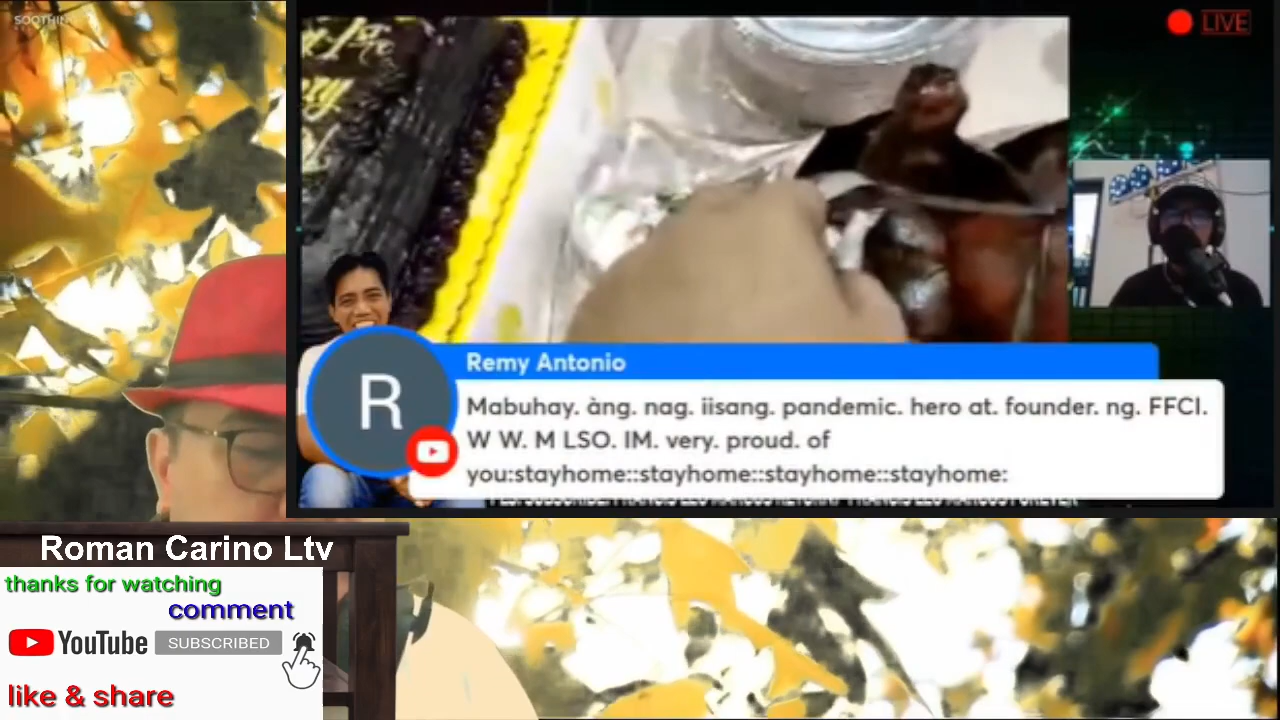 SOOTHING
LIVE
Remy Antonio
R
Mabuhay. àng. nag. iisang. pandemic. hero at. founder. ng. FFCI.
W W. M LSO. IM. very. proud. of
you:stayhome::stayhome::stayhome::stayhome:
Roman Carino Ltv
thanks for watching
comment
YouTube SUBSCRIBED
like & share